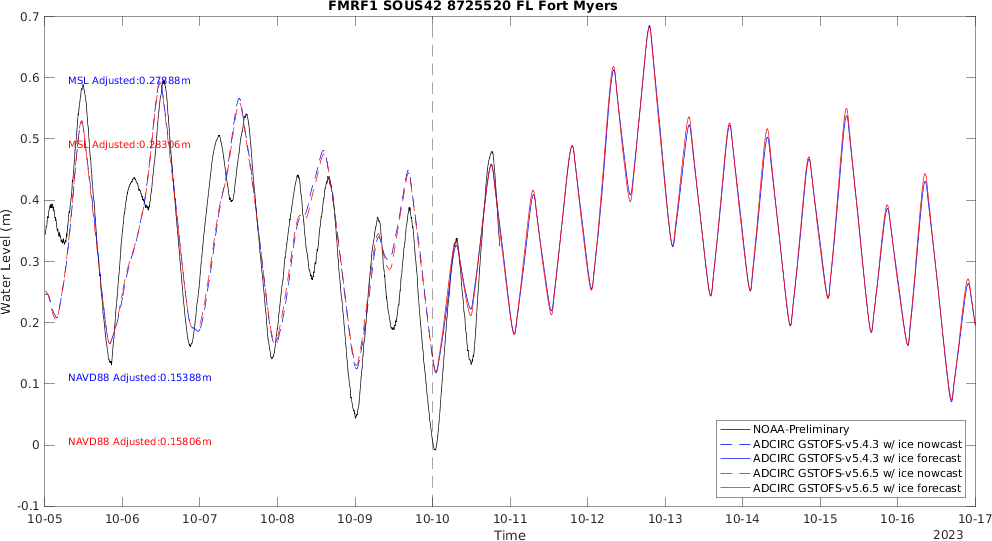 FMRF1 SOUS42 8725520 FL Fort Myers
0.7
0.6
0.5
0.4
0.3
0.2
0.1
0
-0.1
Water Level (m)
MSL Adjusted:0.27888m
MSL Adjusted:0.28306m
NAVD88 Adjusted:0.15388m
NAVD88 Adjusted:0.15806m
NOAA-Preliminary
ADCIRC GSTOFS-v5.4.3 w/ ice nowcast
ADCIRC GSTOFS-v5.4.3 w/ ice forecast
ADCIRC GSTOFS-v5.6.5 w/ ice nowcast
ADCIRC GSTOFS-v5.6.5 w/ ice forecast
10-05 10-06 10-07 10-08 10-09 10-10 10-11 10-12 10-13 10-14 10-15 10-16 10-17
Time
2023